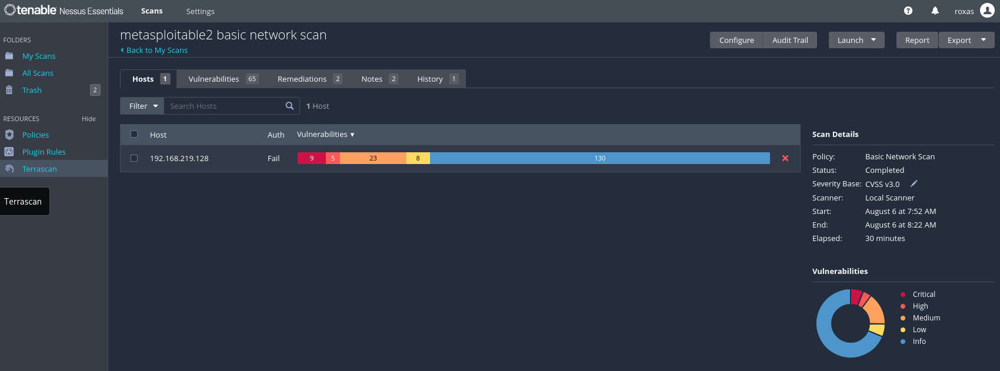 tenable Nessus Essentials Scans Settings roxas
FOLDERS
My Scans
All Scans
Trash 2
RESOURCES Hide
Policies
Plugin Rules
Terrascan
Terrascan
metasploitable2 basic network scan
Back to My Scans
Configure Audit Trail Launch Report Export
Hosts 1 Vulnerabilities 65 Remediations 2 Notes 2 History 1
Filter Search Hosts 1 Host
Host Auth Vulnerabilities
192.168.219.128 Fail 9 5 23 8 130
Scan Details
Policy: Basic Network Scan
Status: Completed
Severity Base: CVSS v3.0
Scanner: Local Scanner
Start: August 6 at 7:52 AM
End: August 6 at 8:22 AM
Elapsed: 30 minutes
Vulnerabilities
Critical
High
Medium
Low
Info